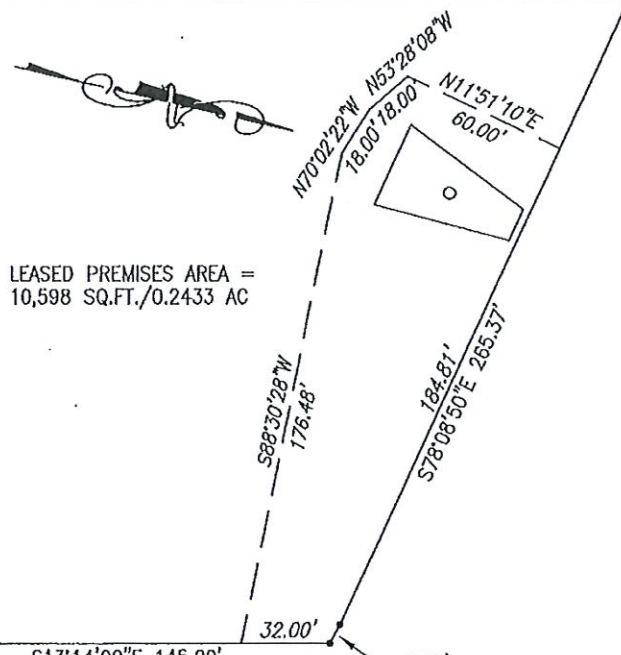 N70°02'22"W
N53°28'08"W
18.00'
18.00'
N11°51'10"E
60.00'
LEASED PREMISES AREA =
10,598 SQ.FT./0.2433 AC
S88°30'28"W
176.48'
184.81'
S78°08'50"E 265.37'
32.00'